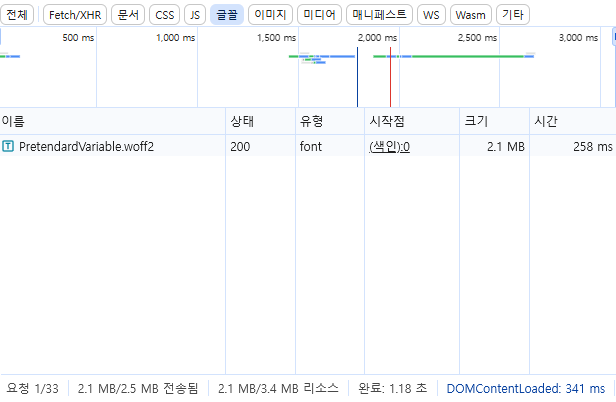 전체 Fetch/XHR 문서 CSS JS 글꼴 이미지 미디어 매니페스트 WS Wasm 기타
500 ms 1,000 ms 1,500 ms 2,000 ms 2,500 ms 3,000 ms
이름 상태 유형 시작점 크기 시간
PretendardVariable.woff2 200 font (색인):0 2.1 MB 258 ms
요청 1/33 2.1 MB/2.5 MB 전송됨 2.1 MB/3.4 MB 리소스 완료: 1.18 초 DOMContentLoaded: 341 ms